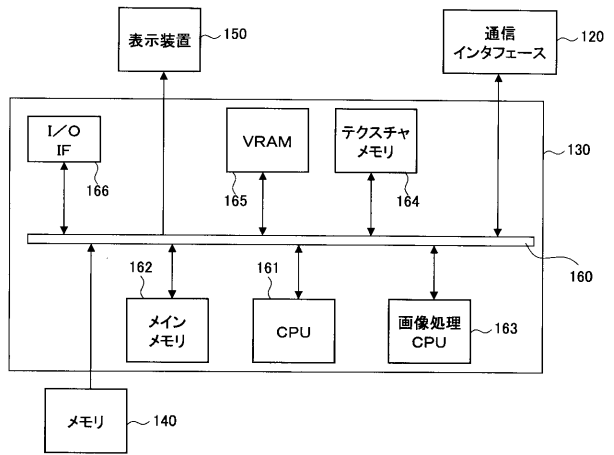 表示装置
150
通信
インタフェース
120
I/O
IF
166
VRAM
165
テクスチャ
メモリ
164
130
160
162
メイン
メモリ
161
CPU
画像処理
CPU
163
メモリ
140